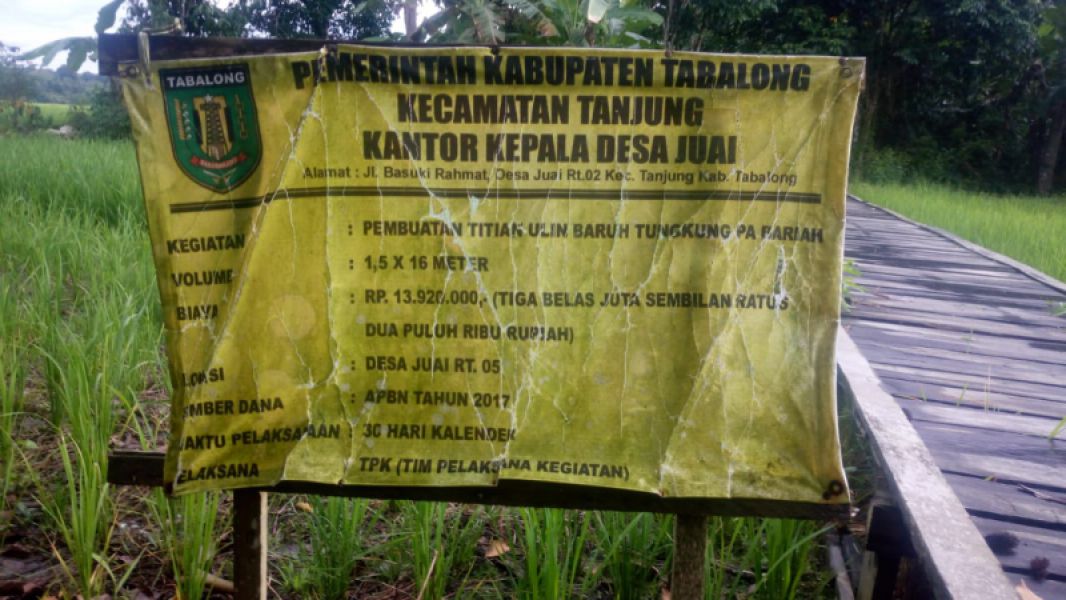 TABALONG
PEMERINTAH KABUPATEN TABALONG
KECAMATAN TANJUNG
KANTOR KEPALA DESA JUAI
Alamat : Jl. Basuki Rahmat, Desa Juai Rt.02 Kec. Tanjung Kab. Tabalong
KEGIATAN : PEMBUATAN TITIAN ULIN BARUH TUNGKUNG PA BARIAH
VOLUME : 1,5 X 16 METER
BIAYA : RP. 13.920.000,- (TIGA BELAS JUTA SEMBILAN RATUS
DUA PULUH RIBU RUPIAH)
LOKASI : DESA JUAI RT. 05
SUMBER DANA : APBN TAHUN 2017
WAKTU PELAKSAAAN : 30 HARI KALENDER
PELAKSANA TPK (TIM PELAKSANA KEGIATAN)